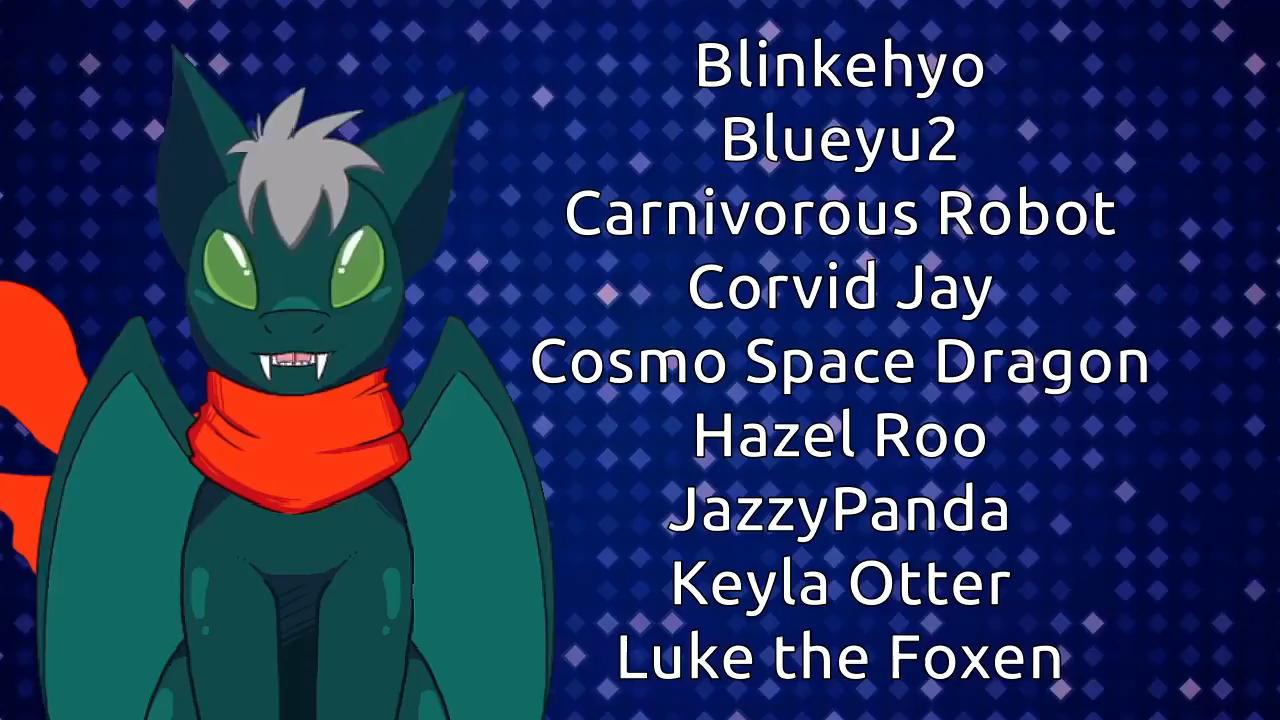 Blinkehyo
Blueyu2
Carnivorous Robot
Corvid Jay
Cosmo Space Dragon
Hazel Roo
JazzyPanda
Keyla Otter
Luke the Foxen